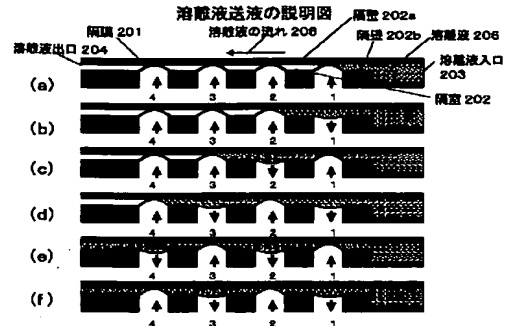 溶離液送液の説明図
隔膜 201
溶離液の流れ 208
隔壁 202a
隔壁 202b
溶離液 206
溶離液出口 204
溶離液入口 203
隔室 202
(a)
4 3 2 1
(b)
4 3 2 1
(c)
4 3 2 1
(d)
4 3 2 1
(e)
4 3 2 1
(f)
4 3 2 1